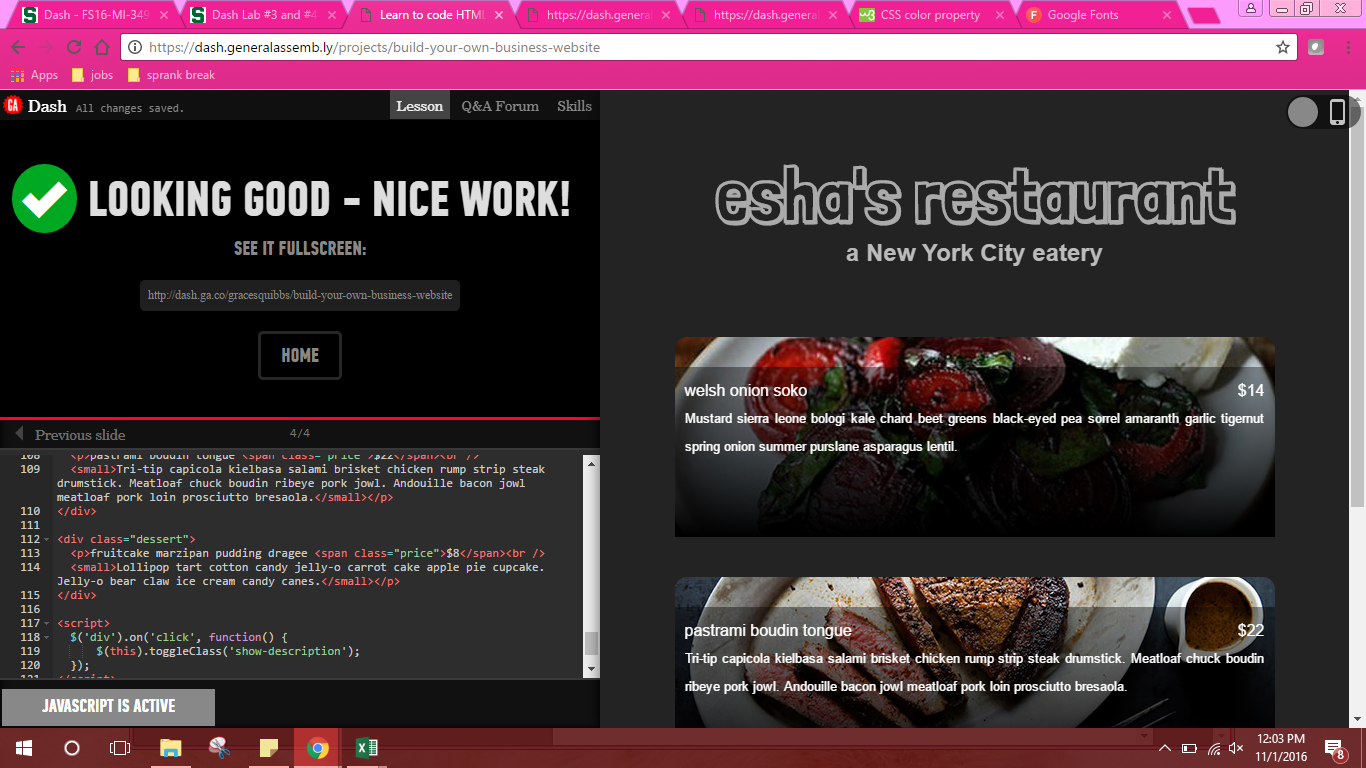 Dash - FS16-MI-349
Dash Lab #3 and #4
Learn to code HTML
https://dash.general
https://dash.general
CSS color property
Google Fonts
https://dash.generalassemb.ly/projects/build-your-own-business-website
Apps jobs sprank break
GA Dash All changes saved. Lesson Q&A Forum Skills
LOOKING GOOD - NICE WORK!
SEE IT FULLSCREEN:
http://dash.ga.co/gracesquibbs/build-your-own-business-website
HOME
Previous slide 4/4
108 <p>pastrami boudin tongue <span class="price">$22</span><br />
109 <small>Tri-tip capicola kielbasa salami brisket chicken rump strip steak
drumstick. Meatloaf chuck boudin ribeye pork jowl. Andouille bacon jowl
meatloaf pork loin prosciutto bresaola.</small></p>
110 </div>
111
112 <div class="dessert">
113 <p>fruitcake marzipan pudding dragee <span class="price">$8</span><br />
114 <small>Lollipop tart cotton candy jelly-o carrot cake apple pie cupcake.
Jelly-o bear claw ice cream candy canes.</small></p>
115 </div>
116
117 <script>
118 $('div').on('click', function() {
119 $(this).toggleClass('show-description');
120 });
121 </script>
JAVASCRIPT IS ACTIVE
esha's restaurant
a New York City eatery
welsh onion soko $14
Mustard sierra leone bologi kale chard beet greens black-eyed pea sorrel amaranth garlic tigernut
spring onion summer purslane asparagus lentil.
pastrami boudin tongue $22
Tri-tip capicola kielbasa salami brisket chicken rump strip steak drumstick. Meatloaf chuck boudin
ribeye pork jowl. Andouille bacon jowl meatloaf pork loin prosciutto bresaola.
12:03 PM
11/1/2016
8